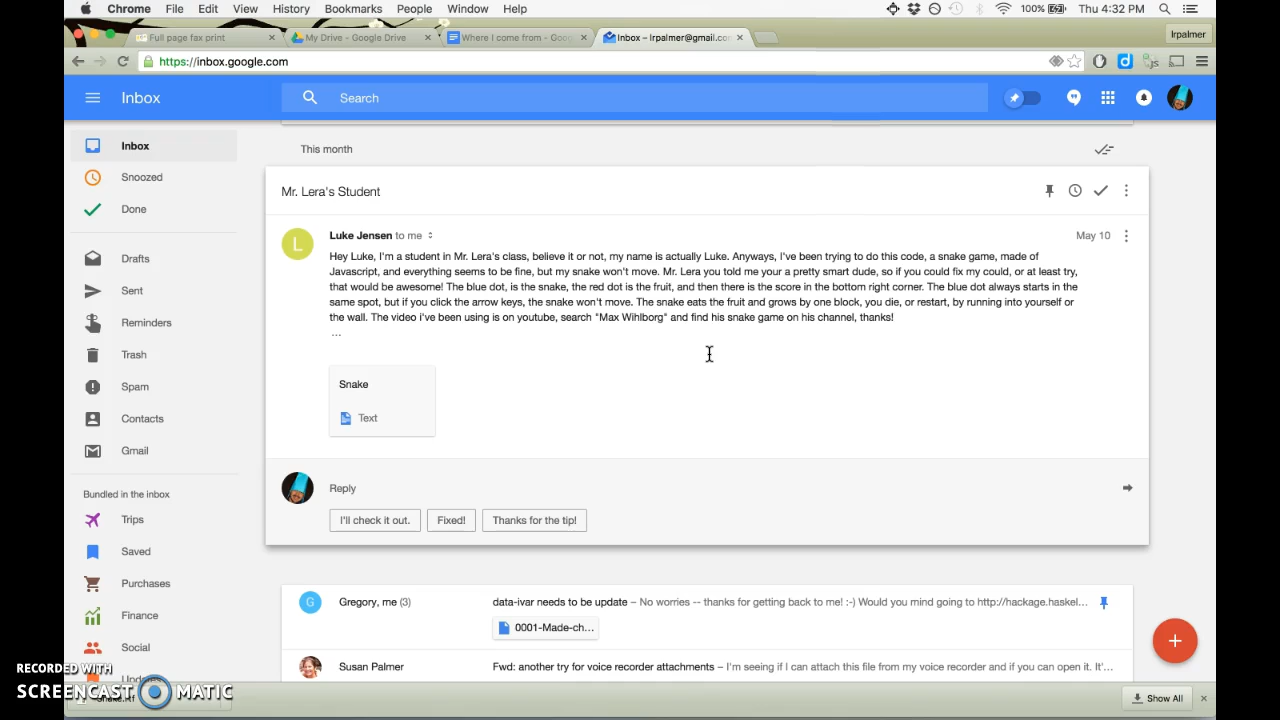 Chrome File Edit View History Bookmarks People Window Help 100% Thu 4:32 PM
Full page fax print My Drive - Google Drive Where I come from - Goog Inbox – lrpalmer@gmail.com lrpalmer
https://inbox.google.com
Inbox Search
Inbox
Snoozed
Done
Drafts
Sent
Reminders
Trash
Spam
Contacts
Gmail
Bundled in the inbox
Trips
Saved
Purchases
Finance
Social
This month
Mr. Lera's Student
L Luke Jensen to me May 10
Hey Luke, I'm a student in Mr. Lera's class, believe it or not, my name is actually Luke. Anyways, I've been trying to do this code, a snake game, made of
Javascript, and everything seems to be fine, but my snake won't move. Mr. Lera you told me your a pretty smart dude, so if you could fix my could, or at least try,
that would be awesome! The blue dot, is the snake, the red dot is the fruit, and then there is the score in the bottom right corner. The blue dot always starts in the
same spot, but if you click the arrow keys, the snake won't move. The snake eats the fruit and grows by one block, you die, or restart, by running into yourself or
the wall. The video i've been using is on youtube, search "Max Wihlborg" and find his snake game on his channel, thanks!
...
Snake
Text
Reply
I'll check it out. Fixed! Thanks for the tip!
G Gregory, me (3) data-ivar needs to be update – No worries -- thanks for getting back to me! :-) Would you mind going to http://hackage.haskel...
0001-Made-ch...
Susan Palmer Fwd: another try for voice recorder attachments – I'm seeing if I can attach this file from my voice recorder and if you can open it. It'...
RECORDED WITH
SCREENCAST MATIC
Show All